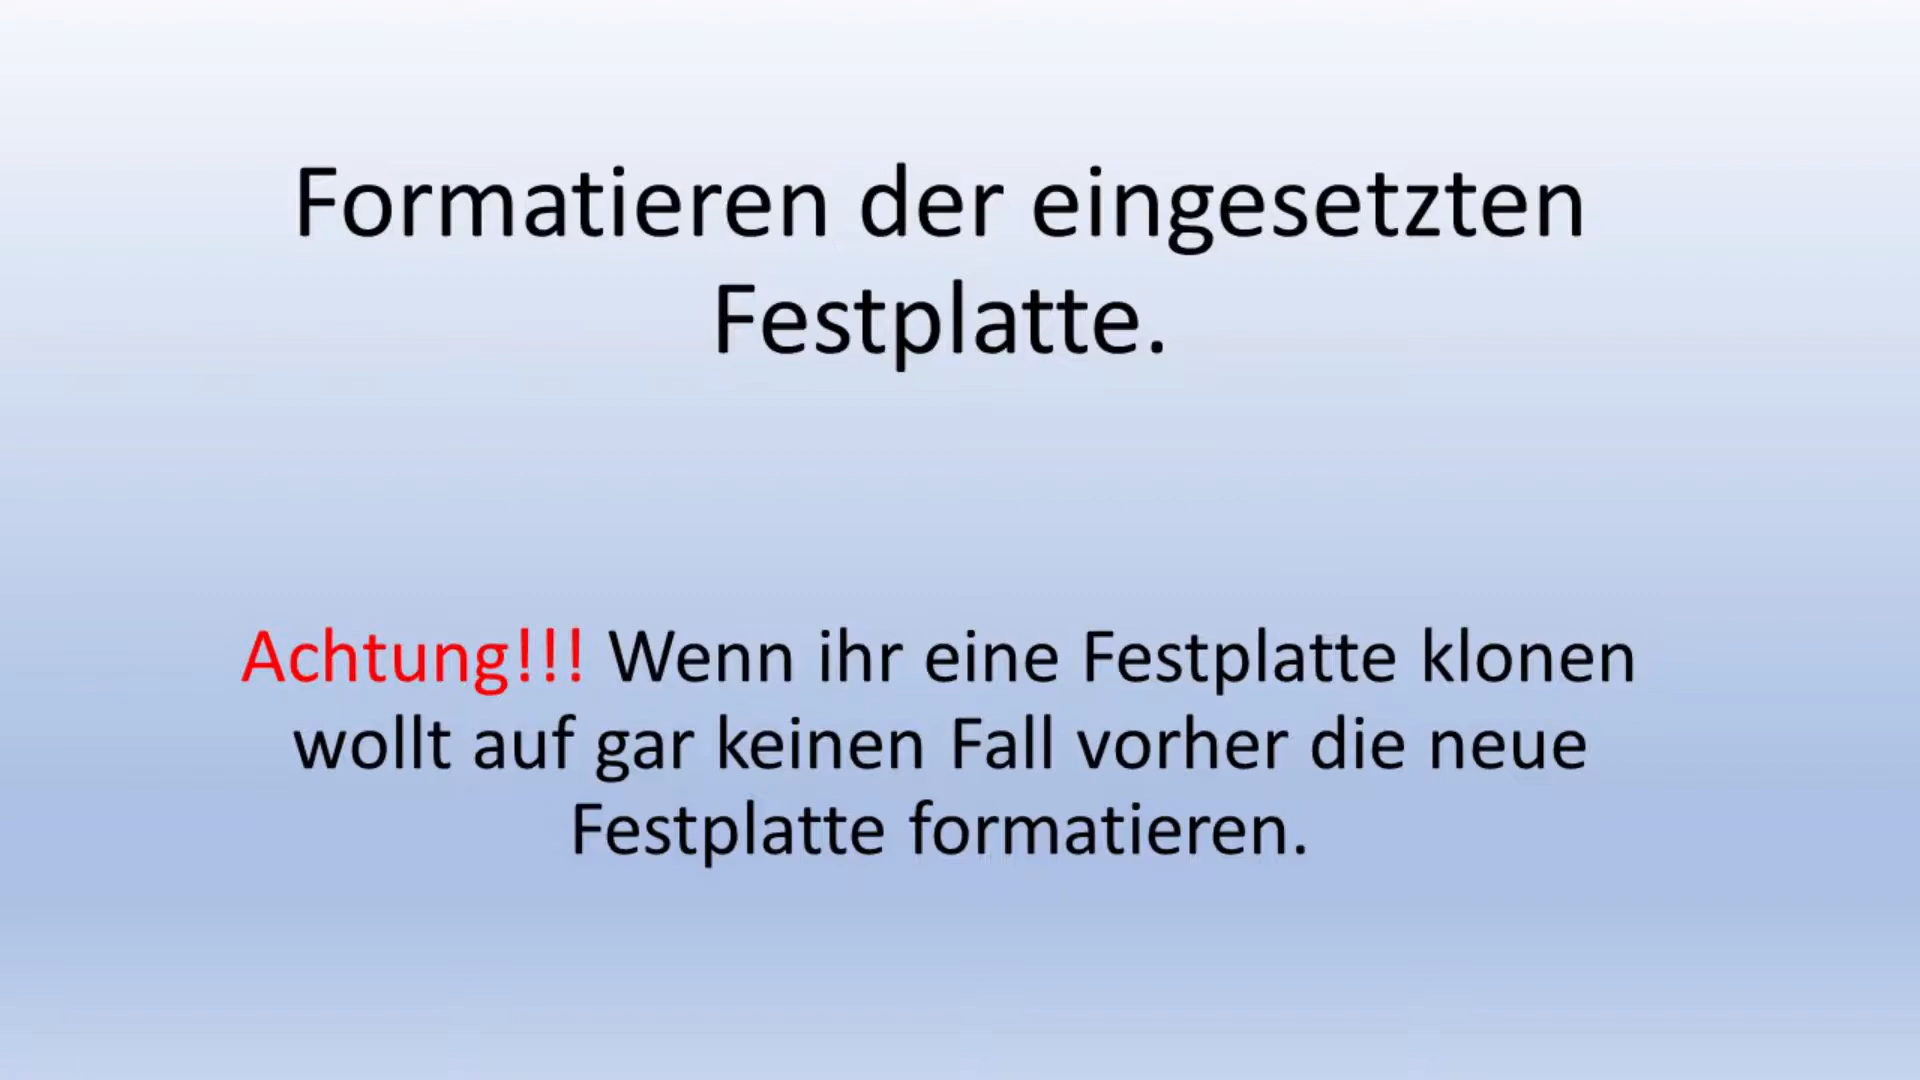 Formatieren der eingesetzten
Festplatte.
Achtung!!! Wenn ihr eine Festplatte klonen
wollt auf gar keinen Fall vorher die neue
Festplatte formatieren.